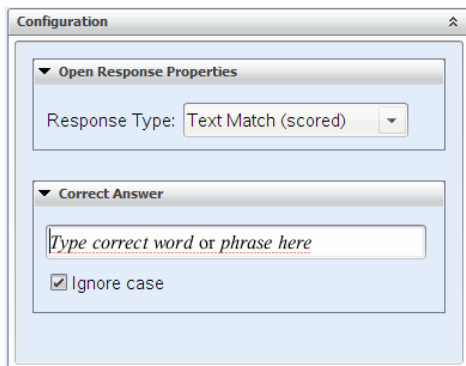 Configuration
Open Response Properties
Response Type: Text Match (scored)
Correct Answer
Type correct word or phrase here
Ignore case